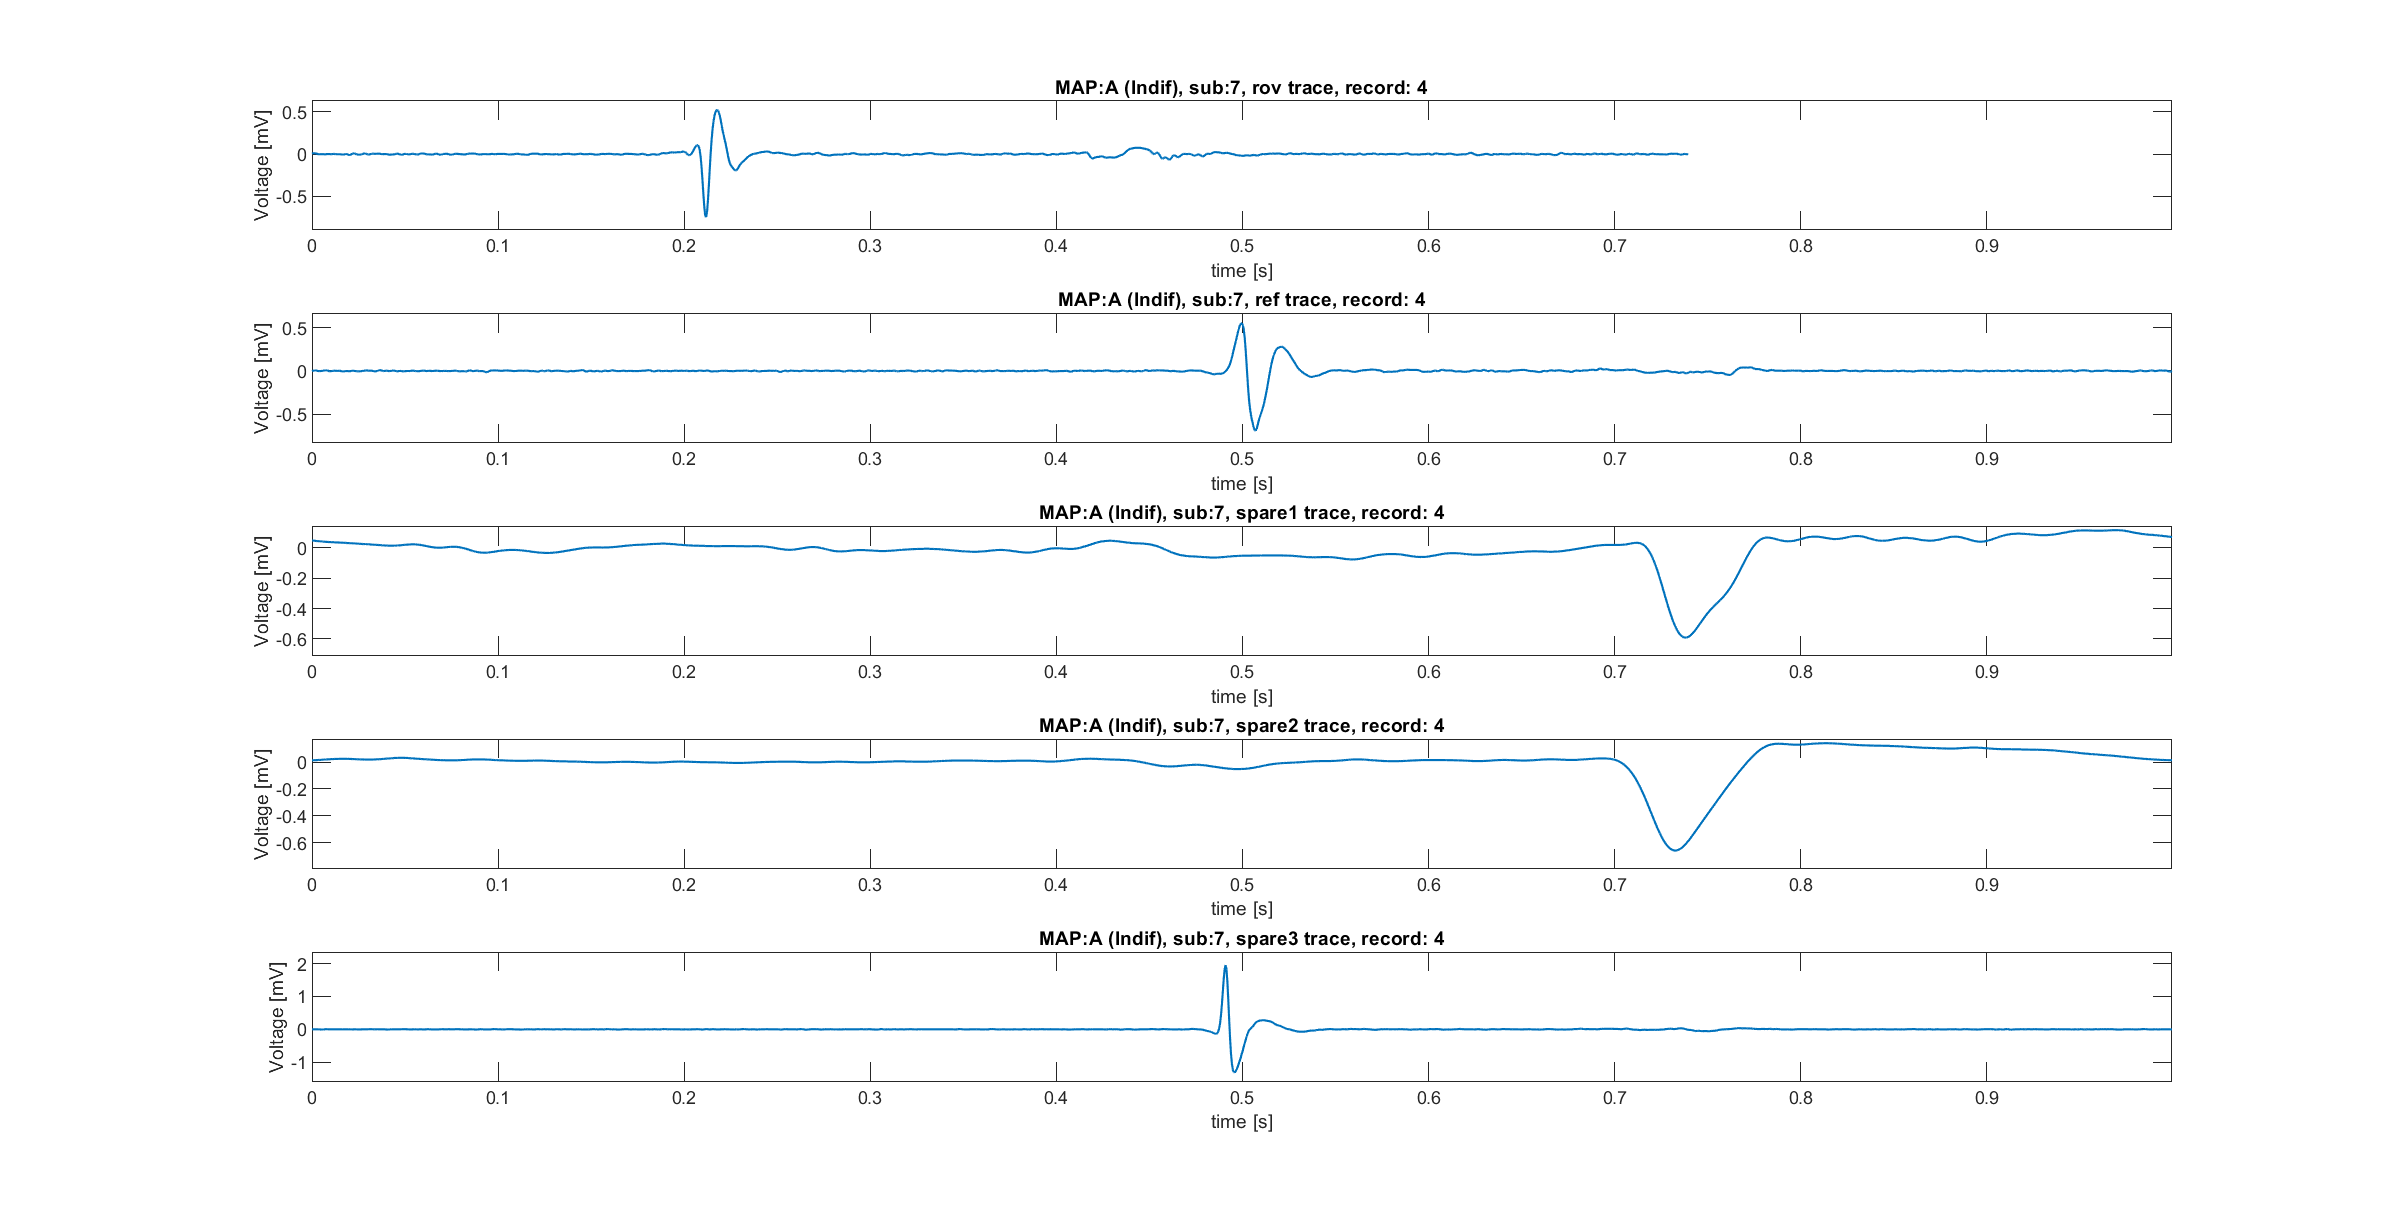 MAP:A (Indif), sub:7, rov trace, record: 4
Voltage [mV]
0.5
0
-0.5
0 0.1 0.2 0.3 0.4 0.5 0.6 0.7 0.8 0.9
time [s]
MAP:A (Indif), sub:7, ref trace, record: 4
Voltage [mV]
0.5
0
-0.5
0 0.1 0.2 0.3 0.4 0.5 0.6 0.7 0.8 0.9
time [s]
MAP:A (Indif), sub:7, spare1 trace, record: 4
Voltage [mV]
0
-0.2
-0.4
-0.6
0 0.1 0.2 0.3 0.4 0.5 0.6 0.7 0.8 0.9
time [s]
MAP:A (Indif), sub:7, spare2 trace, record: 4
Voltage [mV]
0
-0.2
-0.4
-0.6
0 0.1 0.2 0.3 0.4 0.5 0.6 0.7 0.8 0.9
time [s]
MAP:A (Indif), sub:7, spare3 trace, record: 4
Voltage [mV]
2
1
0
-1
0 0.1 0.2 0.3 0.4 0.5 0.6 0.7 0.8 0.9
time [s]